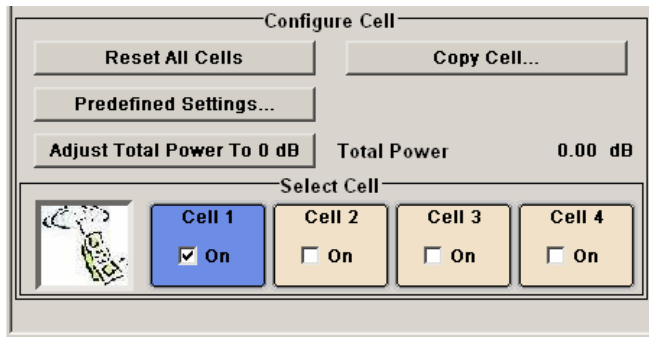 Configure Cell
Reset All Cells Copy Cell...
Predefined Settings...
Adjust Total Power To 0 dB Total Power 0.00 dB
Select Cell
Cell 1 Cell 2 Cell 3 Cell 4
On On On On